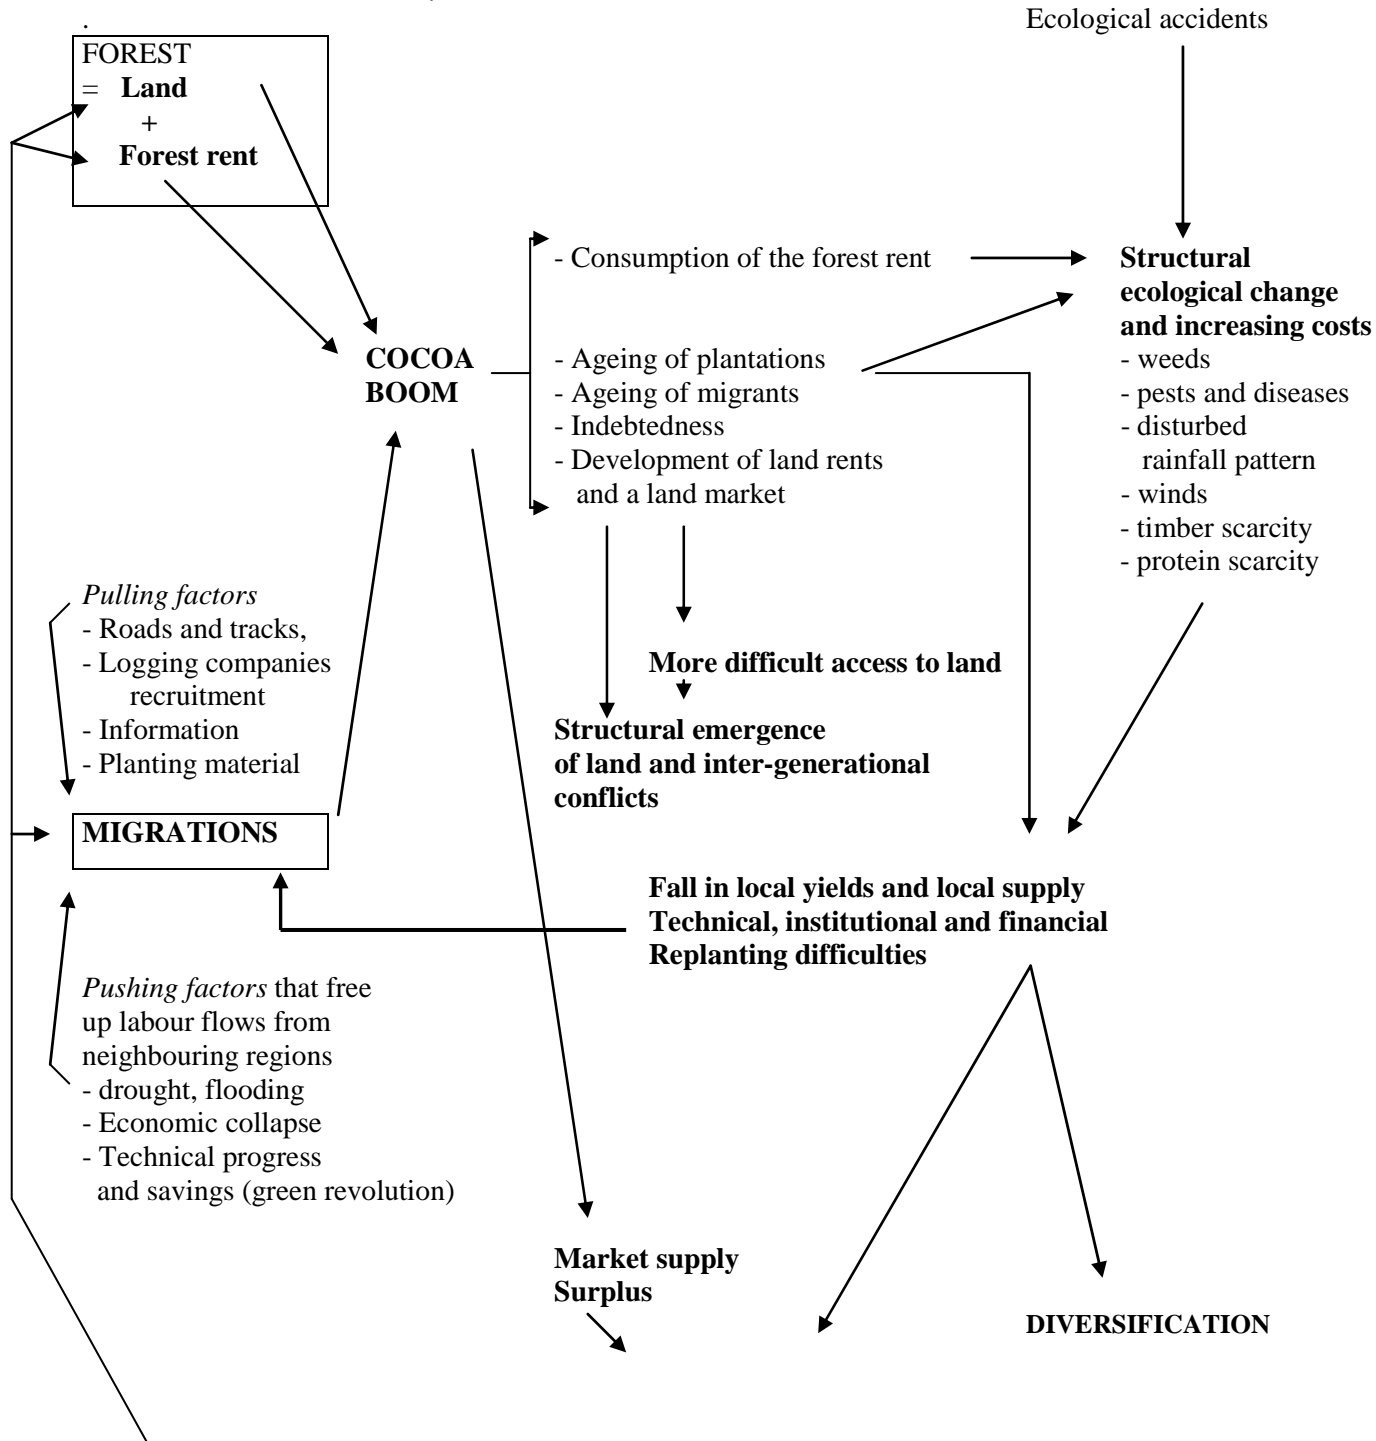 Ecological accidents
.
FOREST
= Land
+
Forest rent
- Consumption of the forest rent
Structural
ecological change
and increasing costs
- weeds
- pests and diseases
- disturbed
rainfall pattern
- winds
- timber scarcity
- protein scarcity
COCOA
BOOM
- Ageing of plantations
- Ageing of migrants
- Indebtedness
- Development of land rents
and a land market
Pulling factors
- Roads and tracks,
- Logging companies
recruitment
- Information
- Planting material
More difficult access to land
Structural emergence
of land and inter-generational
conflicts
MIGRATIONS
Fall in local yields and local supply
Technical, institutional and financial
Replanting difficulties
Pushing factors that free
up labour flows from
neighbouring regions
- drought, flooding
- Economic collapse
- Technical progress
and savings (green revolution)
Market supply
Surplus
DIVERSIFICATION